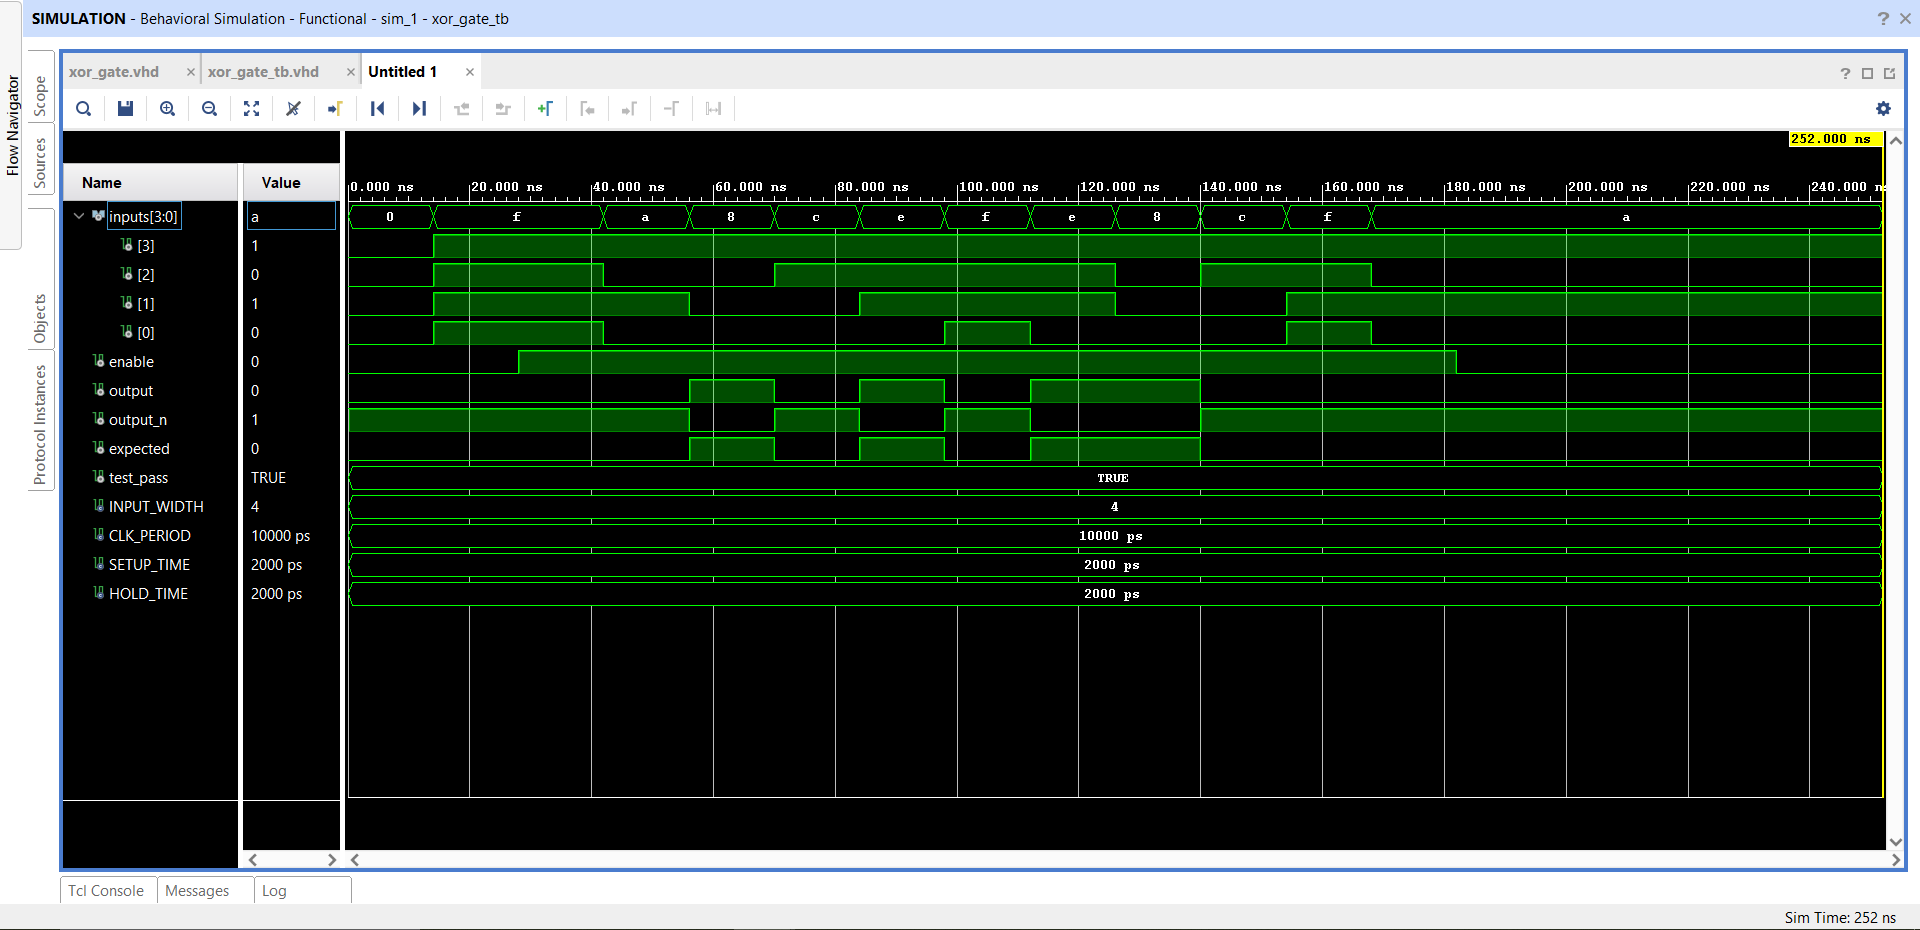 SIMULATION - Behavioral Simulation - Functional - sim_1 - xor_gate_tb
Flow Navigator
Scope
Sources
Objects
Protocol Instances
xor_gate.vhd
xor_gate_tb.vhd
Untitled 1
252.000 ns
Name Value
0.000 ns 20.000 ns 40.000 ns 60.000 ns 80.000 ns 100.000 ns 120.000 ns 140.000 ns 160.000 ns 180.000 ns 200.000 ns 220.000 ns 240.000 n
inputs[3:0] a 0 f a 8 c e f e 8 c f a
[3] 1
[2] 0
[1] 1
[0] 0
enable 0
output 0
output_n 1
expected 0
test_pass TRUE TRUE
INPUT_WIDTH 4 4
CLK_PERIOD 10000 ps 10000 ps
SETUP_TIME 2000 ps 2000 ps
HOLD_TIME 2000 ps 2000 ps
Tcl Console Messages Log
Sim Time: 252 ns